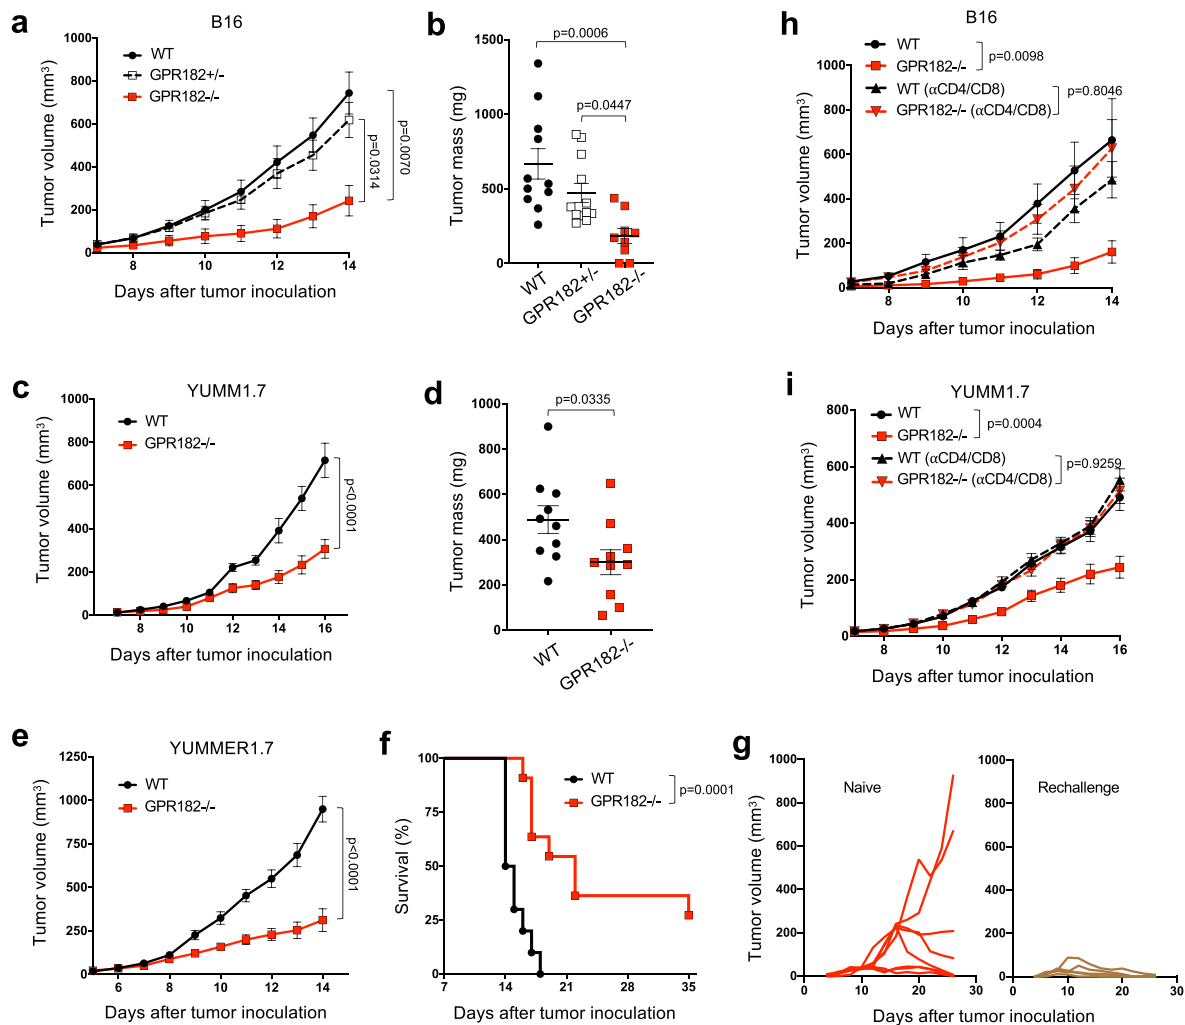 a
B16
Tumor volume (mm³)
1000
800
600
400
200
0
WT
GPR182+/-
GPR182-/-
p=0.0314
p=0.0070
8
10
12
14
Days after tumor inoculation
b
Tumor mass (mg)
1500
1000
500
0
p=0.0006
p=0.0447
WT
GPR182+/-
GPR182-/-
h
B16
WT
GPR182-/-
WT (αCD4/CD8)
GPR182-/- (αCD4/CD8)
p=0.0098
p=0.8046
Tumor volume (mm³)
1000
800
600
400
200
0
8
10
12
14
Days after tumor inoculation
c
YUMM1.7
Tumor volume (mm³)
1000
800
600
400
200
0
WT
GPR182-/-
p<0.0001
8
10
12
14
16
Days after tumor inoculation
d
Tumor mass (mg)
1000
800
600
400
200
0
p=0.0335
WT
GPR182-/-
i
YUMM1.7
WT
GPR182-/-
WT (αCD4/CD8)
GPR182-/- (αCD4/CD8)
p=0.0004
p=0.9259
Tumor volume (mm³)
800
600
400
200
0
8
10
12
14
16
Days after tumor inoculation
e
YUMMER1.7
Tumor volume (mm³)
1250
1000
750
500
250
0
WT
GPR182-/-
p<0.0001
6
8
10
12
14
Days after tumor inoculation
f
Survival (%)
100
75
50
25
0
WT
GPR182-/-
p=0.0001
7
14
21
28
35
Days after tumor inoculation
g
Tumor volume (mm³)
1000
800
600
400
200
0
Naive
0
10
20
30
1000
800
600
400
200
0
Rechallenge
0
10
20
30
Days after tumor inoculation